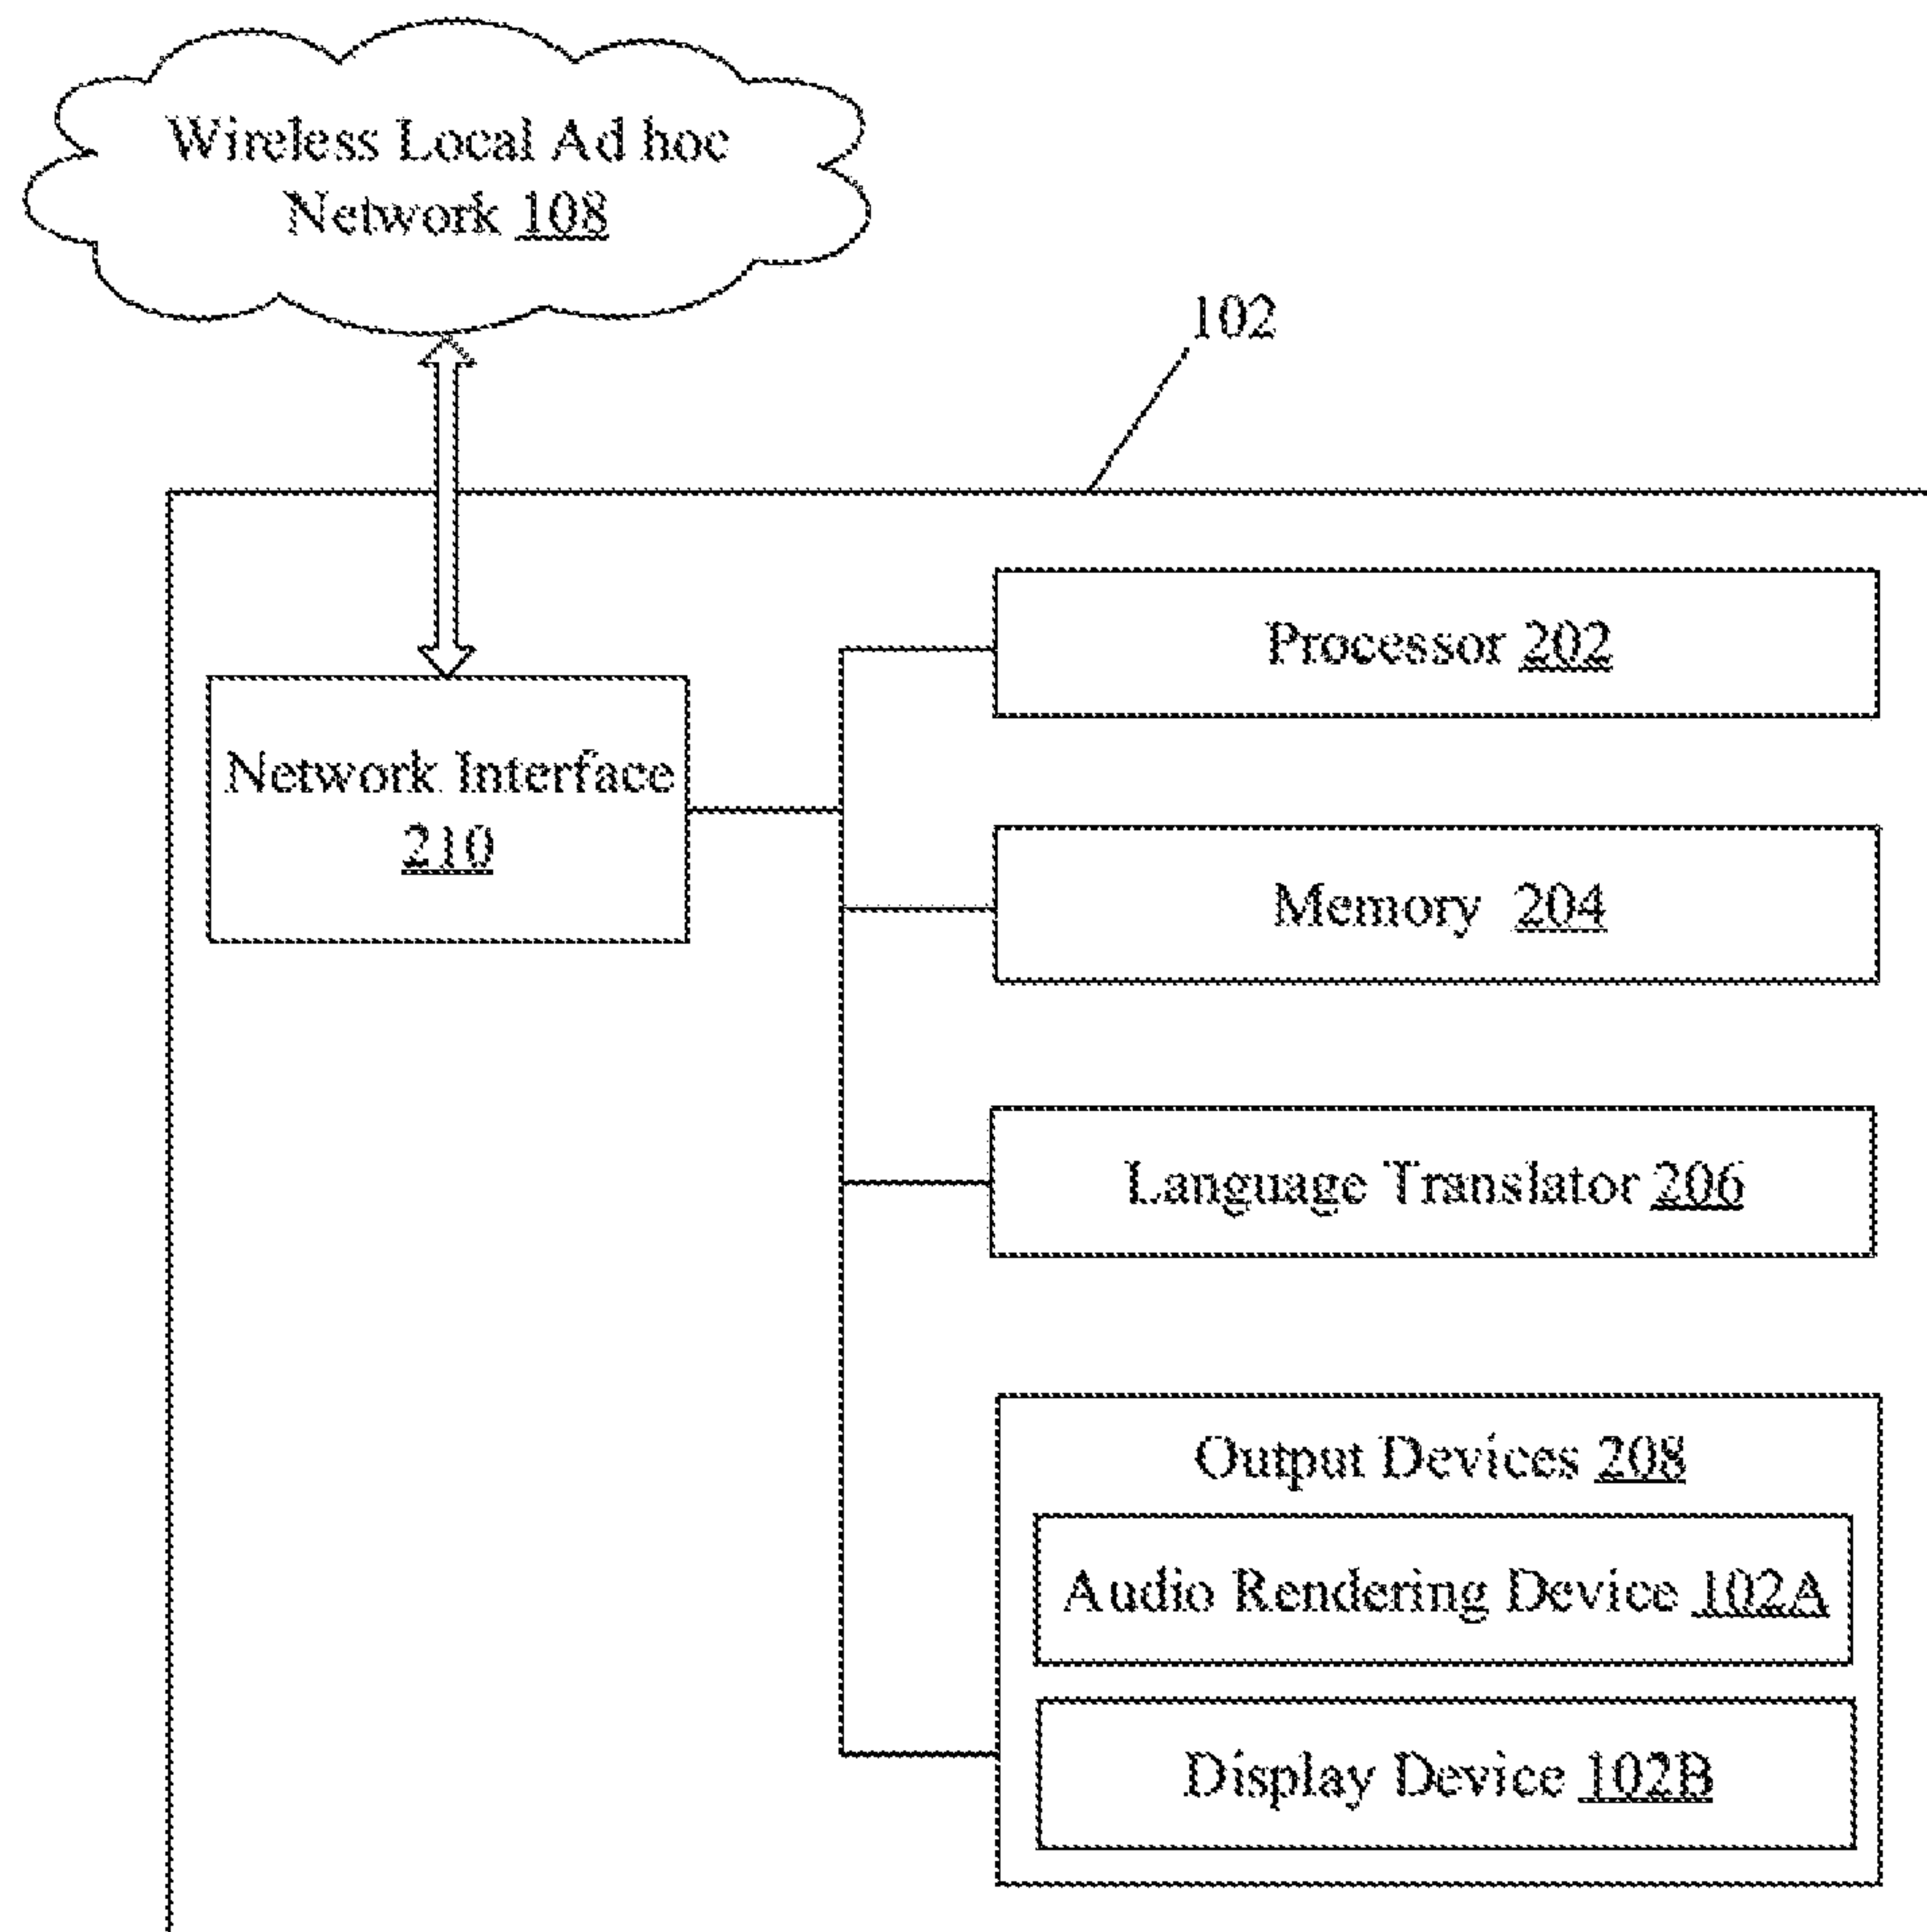 Wireless Local Ad hoc
Network 108
102
Processor 202
Network Interface
210
Memory 204
Language Translator 206
Output Devices 208
Audio Rendering Device 102A
Display Device 102B